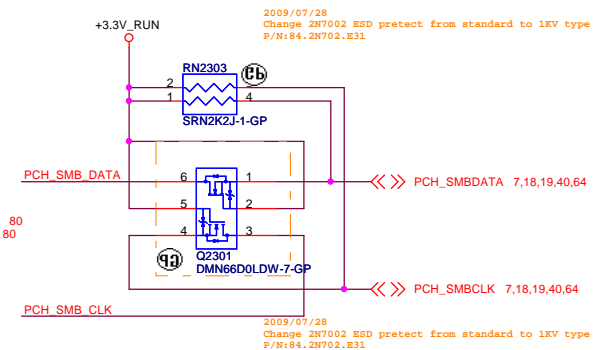 2009/07/28
Change 2N7002 ESD pretect from standard to 1KV type
P/N:84.2N702.E31
+3.3V_RUN
RN2303
2
1
4
SRN2K2J-1-GP
PCH_SMB_DATA
6
1
PCH_SMBDATA 7,18,19,40,64
5
2
80
80
4
3
Q2301
DMN66D0LDW-7-GP
PCH_SMBCLK 7,18,19,40,64
PCH_SMB_CLK
2009/07/28
Change 2N7002 ESD pretect from standard to 1KV type
P/N:84.2N702.E31